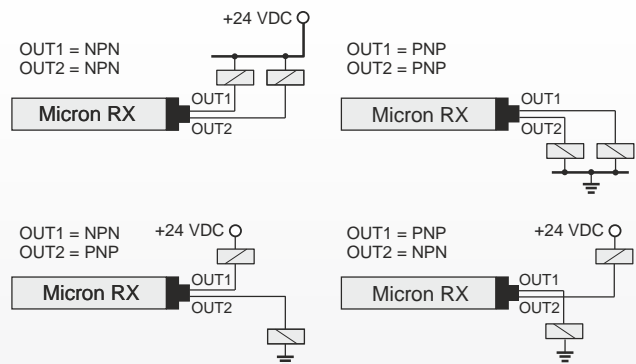 +24 VDC
OUT1 = NPN
OUT2 = NPN
OUT1
Micron RX
OUT2
OUT1 = PNP
OUT2 = PNP
OUT1
Micron RX
OUT2
OUT1 = NPN
OUT2 = PNP
+24 VDC
OUT1
Micron RX
OUT2
OUT1 = PNP
OUT2 = NPN
+24 VDC
OUT1
Micron RX
OUT2